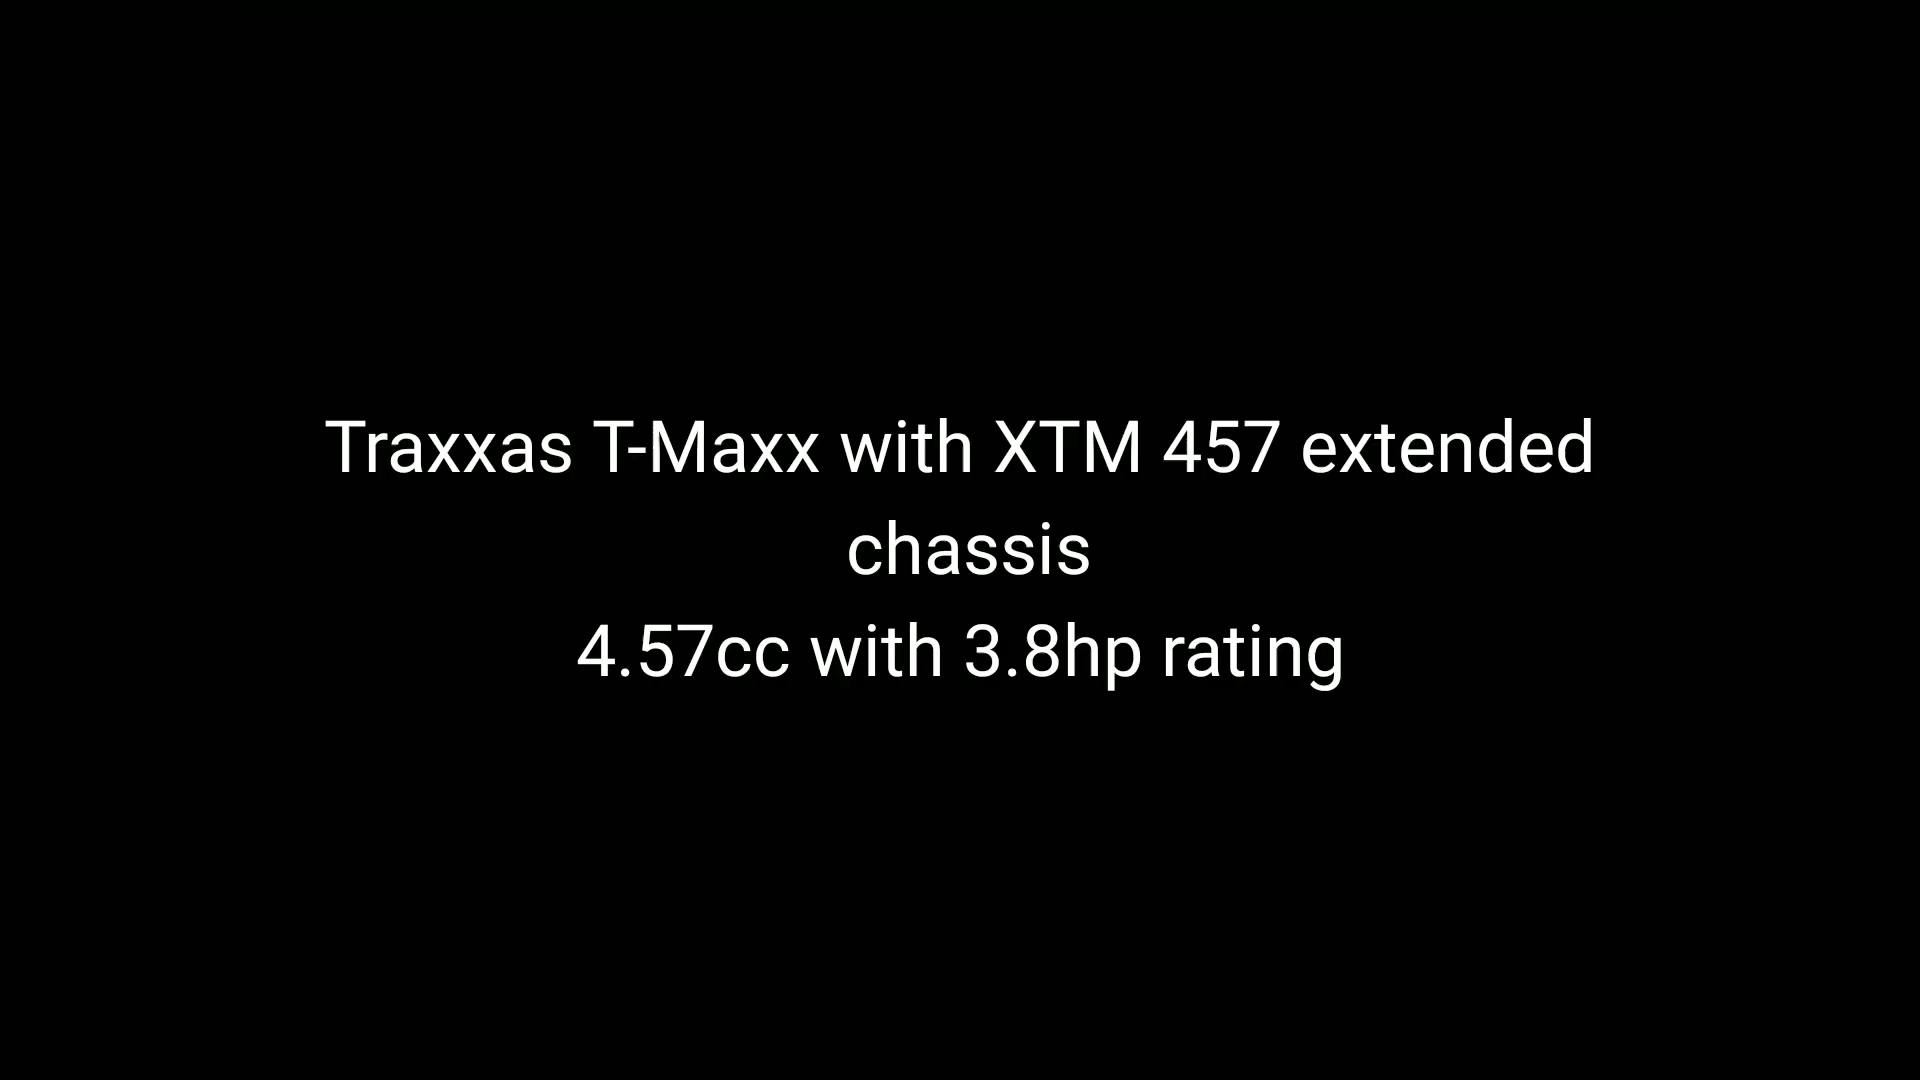 Traxxas T-Maxx with XTM 457 extended
chassis
4.57cc with 3.8hp rating